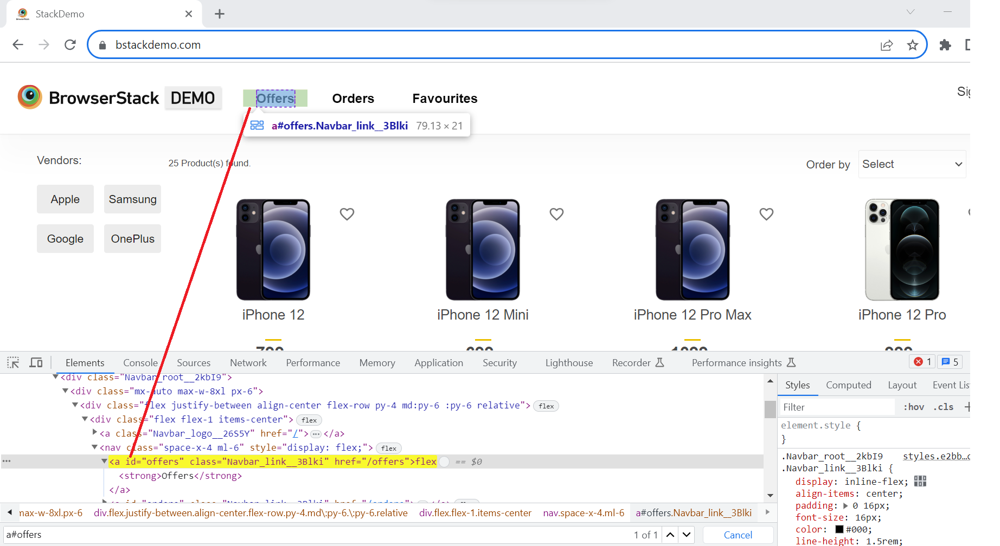 StackDemo
bstackdemo.com
BrowserStack DEMO Offers Orders Favourites
a#offers.Navbar_link__3Blki 79.13 × 21
Vendors:
25 Product(s) found.
Order by Select
Apple Samsung
Google OnePlus
iPhone 12 iPhone 12 Mini iPhone 12 Pro Max iPhone 12 Pro
Elements Console Sources Network Performance Memory Application Security Lighthouse Recorder Performance insights 1 5
<div class="Navbar_root__2kbI9">
<div class="mx-auto max-w-8xl px-6">
<div class="flex justify-between align-center flex-row py-4 md:py-6 :py-6 relative"> flex
<div class="flex flex-1 items-center"> flex
<a class="Navbar_logo__26S5Y" href="/">…</a>
<nav class="space-x-4 ml-6" style="display: flex;"> flex
<a id="offers" class="Navbar_link__3Blki" href="/offers">flex == $0
<strong>Offers</strong>
</a>
max-w-8xl.px-6 div.flex.justify-between.align-center.flex-row.py-4.md\:py-6.\:py-6.relative div.flex.flex-1.items-center nav.space-x-4.ml-6 a#offers.Navbar_link__3Blki
a#offers 1 of 1 Cancel
Styles Computed Layout Event Lis
Filter :hov .cls +
element.style {
}
.Navbar_root__2kbI9 styles.e2bb…c
.Navbar_link__3Blki {
display: inline-flex;
align-items: center;
padding: 0 16px;
font-size: 16px;
color: #000;
line-height: 1.5rem;